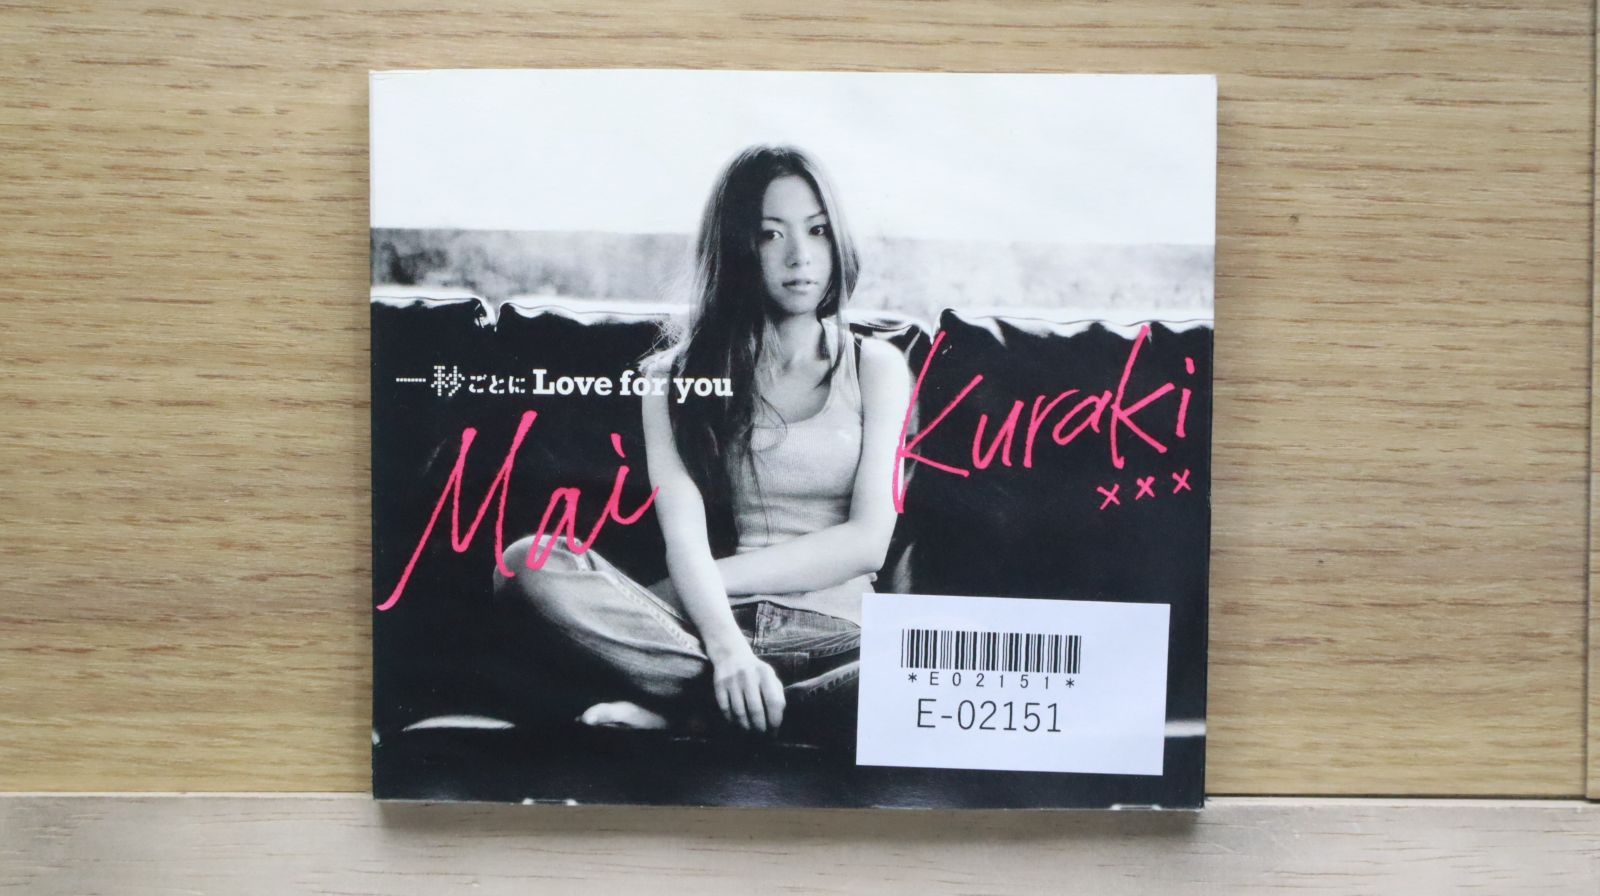 一秒ごとに Love for you
Mai Kuraki
×××
*E02151*
E-02151